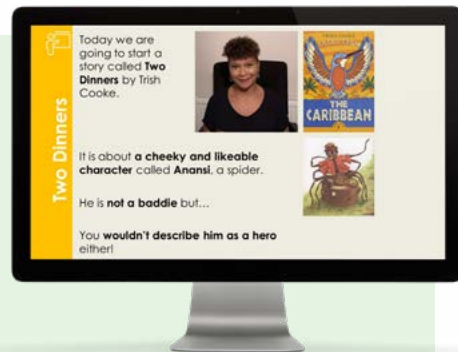 Two Dinners
Today we are
going to start a
story called Two
Dinners by Trish
Cooke.
THE
CARIBBEAN
It is about a cheeky and likeable
character called Anansi, a spider.
He is not a baddie but...
You wouldn't describe him as a hero
either!